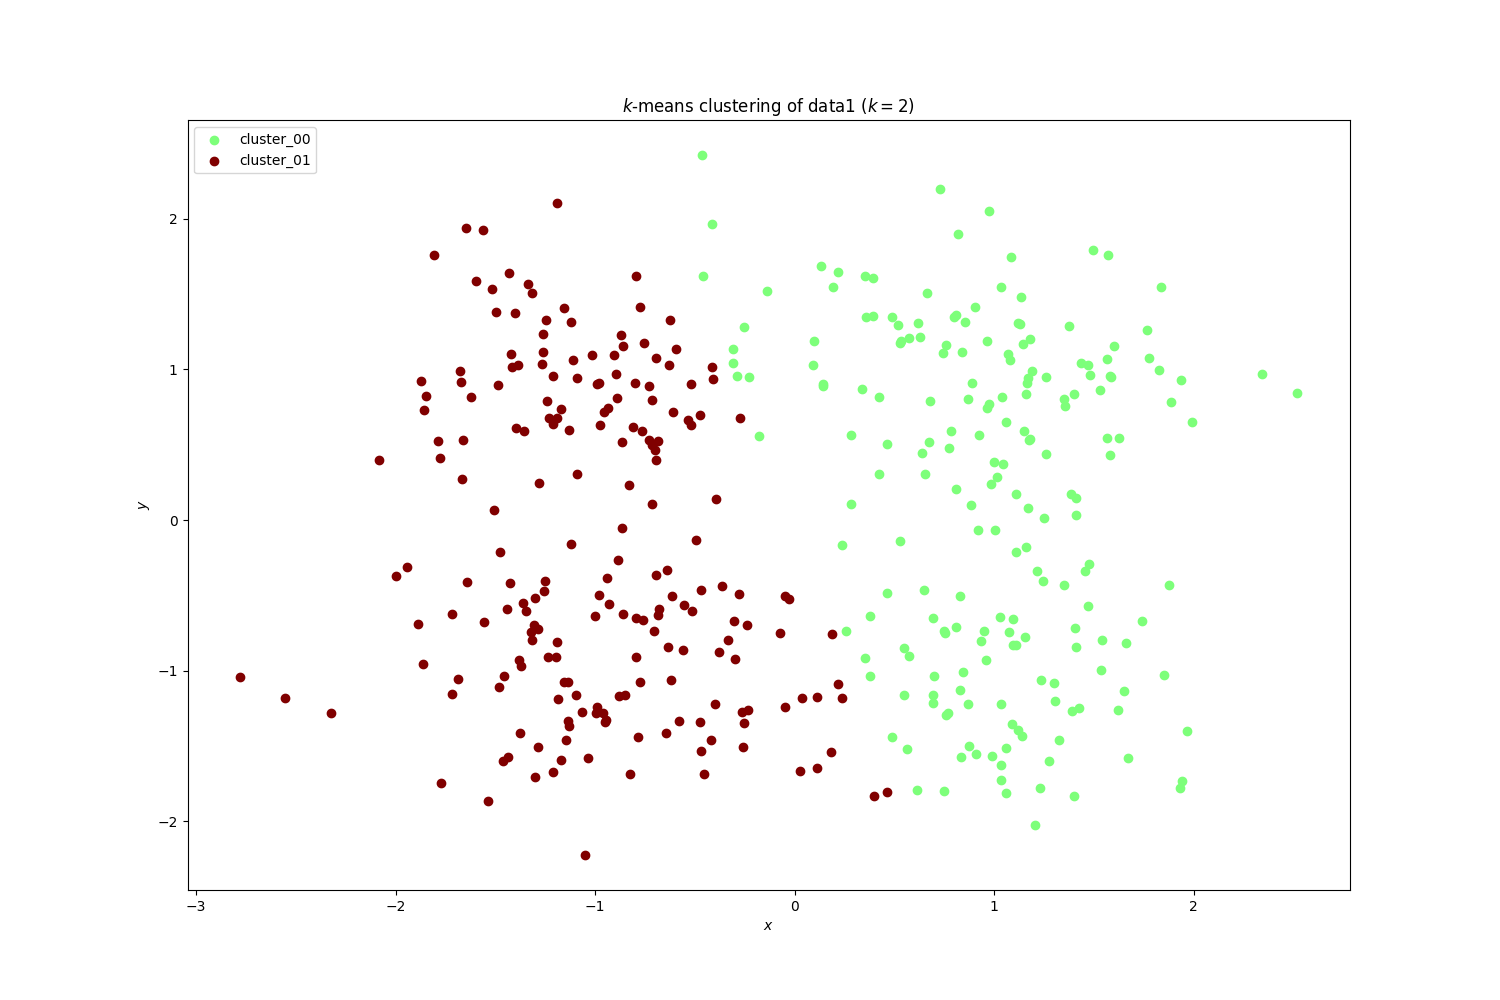 k-means clustering of data1 (k = 2)
cluster_00
cluster_01
2
1
0
−1
−2
y
−3 −2 −1 0 1 2
x